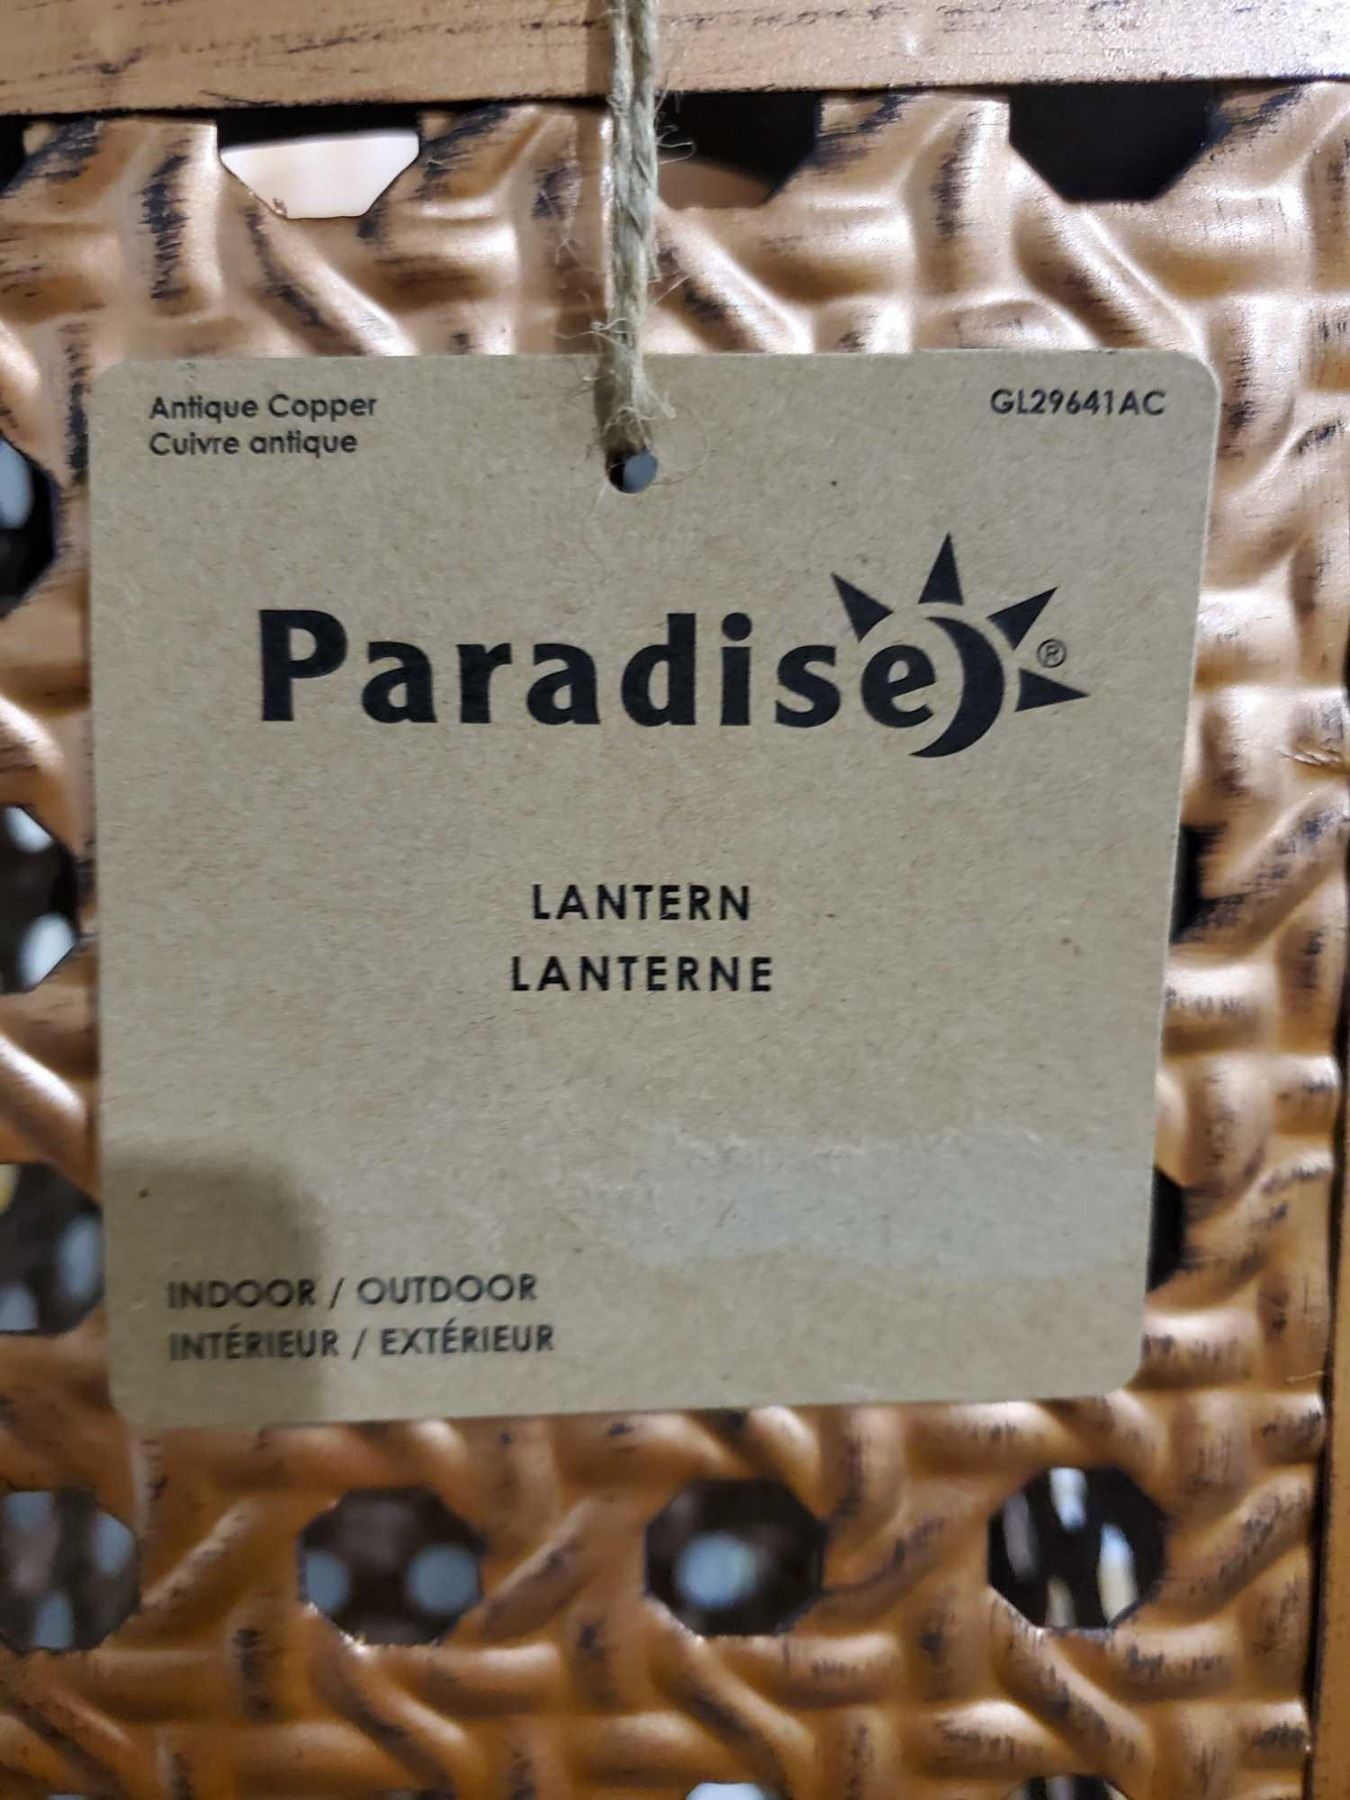 Antique Copper
Cuivre antique
GL29641AC
Paradise®
LANTERN
LANTERNE
INDOOR / OUTDOOR
INTÉRIEUR / EXTÉRIEUR